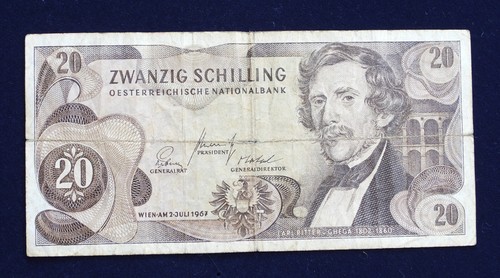 20
ZWANZIG SCHILLING
20
OESTERREICHISCHE NATIONALBANK
PRÄSIDENT
GENERALRAT
GENERALDIREKTOR
20
WIEN·AM 2·JULI 1967
20
CARL RITTER v. GHEGA 1802–1860